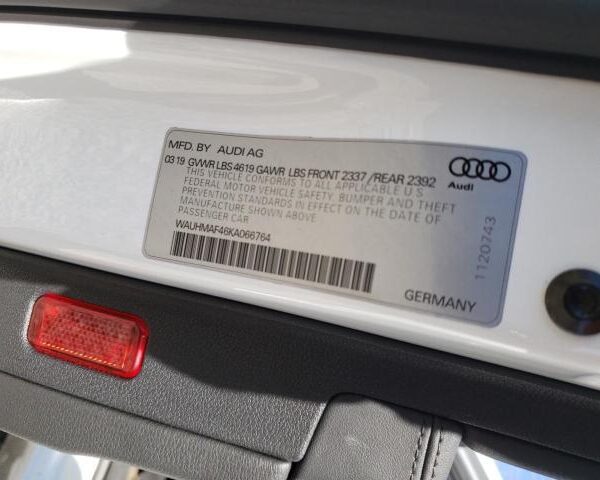 MFD. BY AUDI AG
03 19 GVWR LBS 4619 GAWR LBS FRONT 2337 / REAR 2392
THIS VEHICLE CONFORMS TO ALL APPLICABLE U S
FEDERAL MOTOR VEHICLE SAFETY. BUMPER AND THEFT
PREVENTION STANDARDS IN EFFECT ON THE DATE OF
MANUFACTURE SHOWN ABOVE
PASSENGER CAR
WAUHMAF46KA066764
Audi
1120743
GERMANY